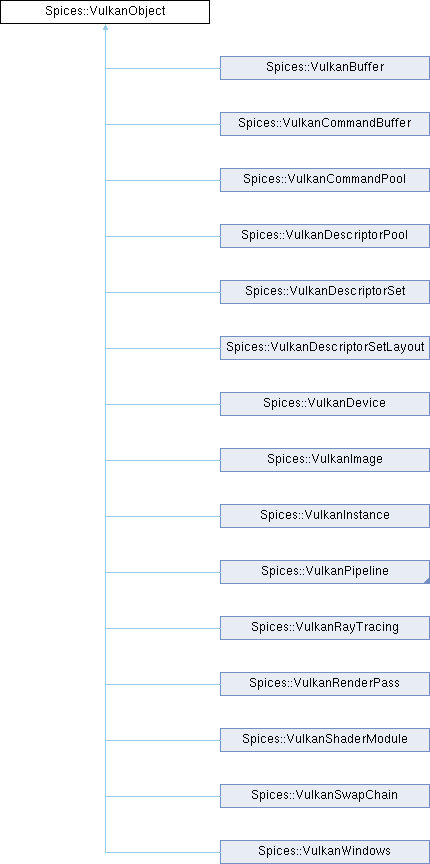 Spices::VulkanObject
Spices::VulkanBuffer
Spices::VulkanCommandBuffer
Spices::VulkanCommandPool
Spices::VulkanDescriptorPool
Spices::VulkanDescriptorSet
Spices::VulkanDescriptorSetLayout
Spices::VulkanDevice
Spices::VulkanImage
Spices::VulkanInstance
Spices::VulkanPipeline
Spices::VulkanRayTracing
Spices::VulkanRenderPass
Spices::VulkanShaderModule
Spices::VulkanSwapChain
Spices::VulkanWindows